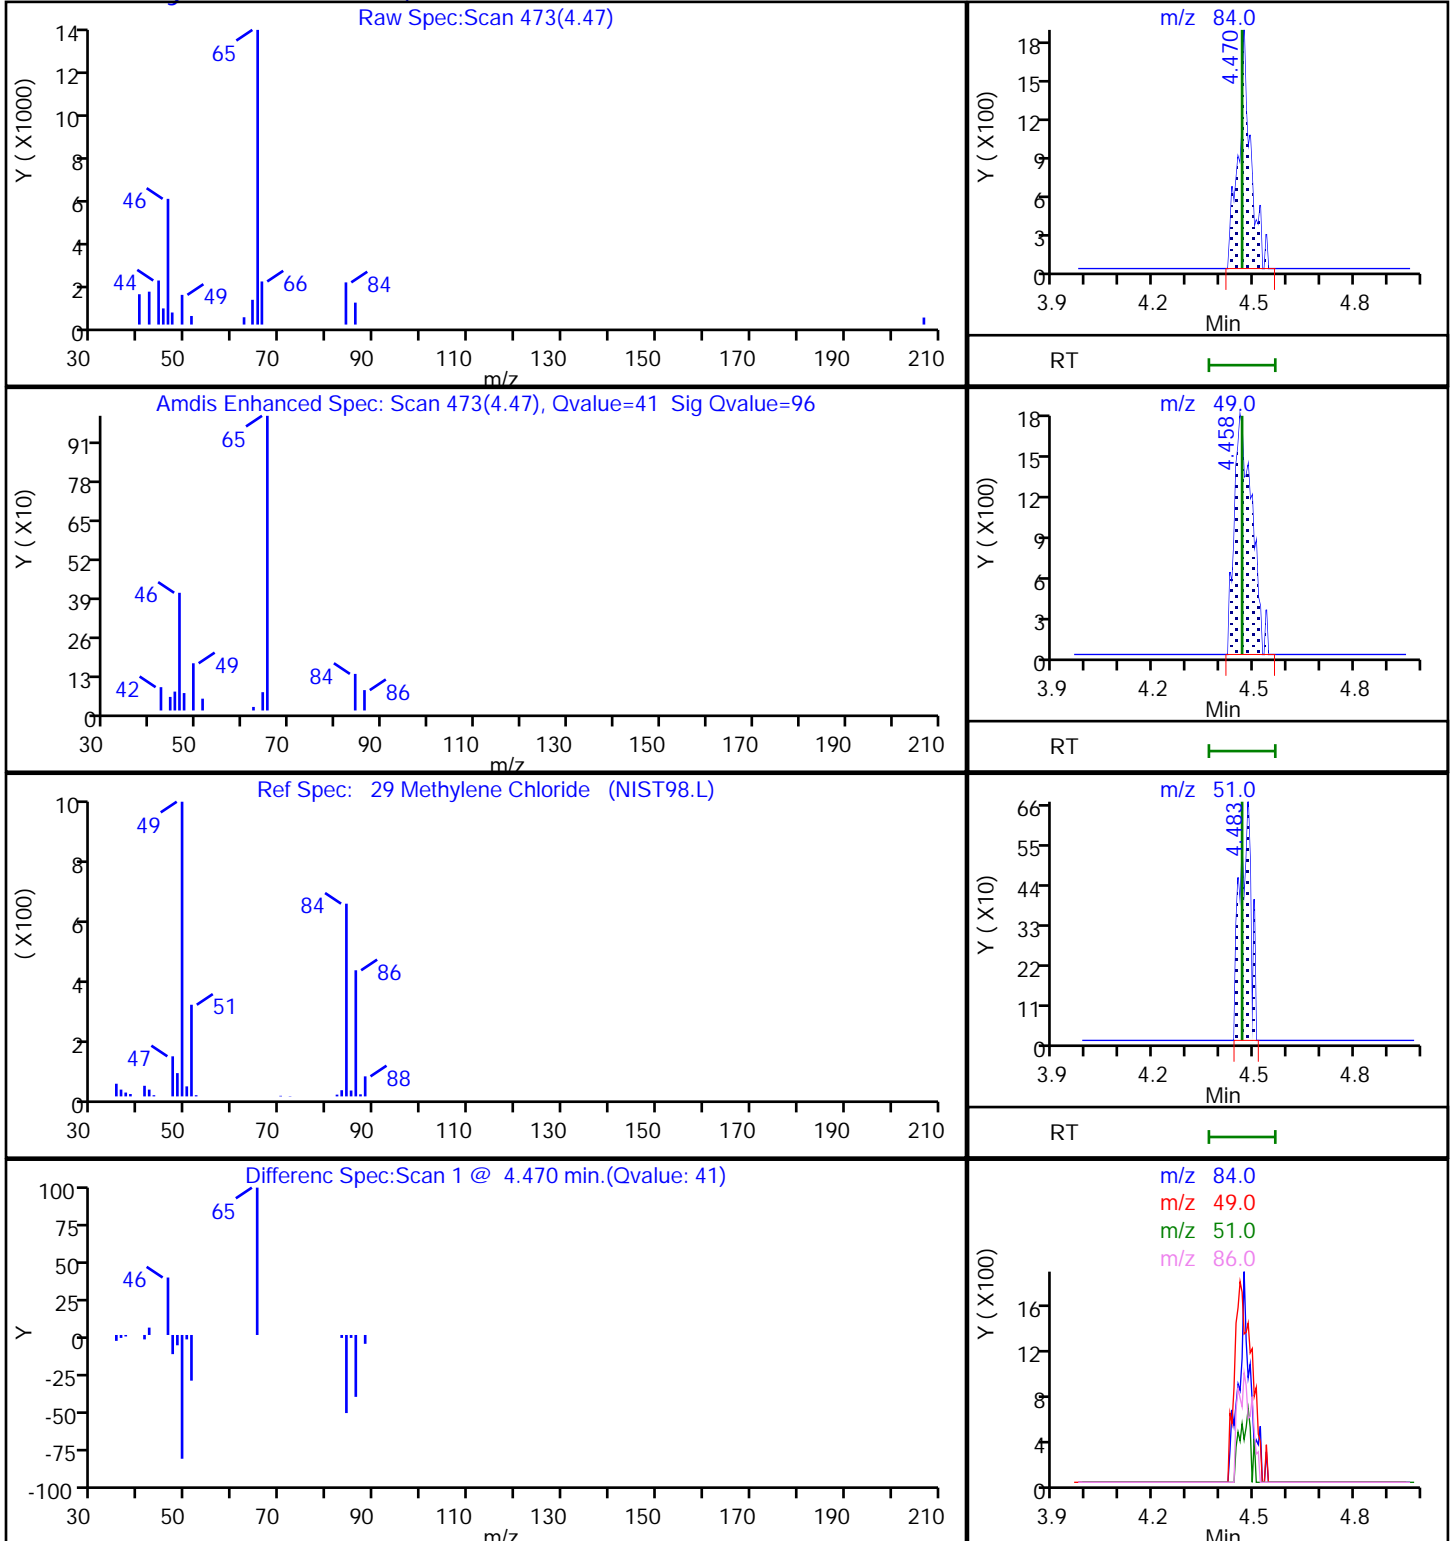 Raw Spec:Scan 473(4.47)
Y ( X1000)
14
12
10
8
6
4
2
0
65
46
44
49
66
84
30 50 70 90 110 130 150 170 190 210
m/z
m/z 84.0
Y ( X100)
18
15
12
9
6
3
0
4.470
3.9 4.2 4.5 4.8
Min
RT
Amdis Enhanced Spec: Scan 473(4.47), Qvalue=41 Sig Qvalue=96
Y ( X10)
91
78
65
52
39
26
13
0
65
46
49
42
84
86
30 50 70 90 110 130 150 170 190 210
m/z
m/z 49.0
Y ( X100)
18
15
12
9
6
3
0
4.458
3.9 4.2 4.5 4.8
Min
RT
Ref Spec: 29 Methylene Chloride (NIST98.L)
( X100)
10
8
6
4
2
0
49
84
86
51
47
88
30 50 70 90 110 130 150 170 190 210
m/z 51.0
Y ( X10)
66
55
44
33
22
11
0
4.483
3.9 4.2 4.5 4.8
Min
RT
Differenc Spec:Scan 1 @ 4.470 min.(Qvalue: 41)
Y
100
75
50
25
0
-25
-50
-75
-100
65
46
30 50 70 90 110 130 150 170 190 210
m/z
m/z 84.0
m/z 49.0
m/z 51.0
m/z 86.0
Y ( X100)
16
12
8
4
0
3.9 4.2 4.5 4.8
Min